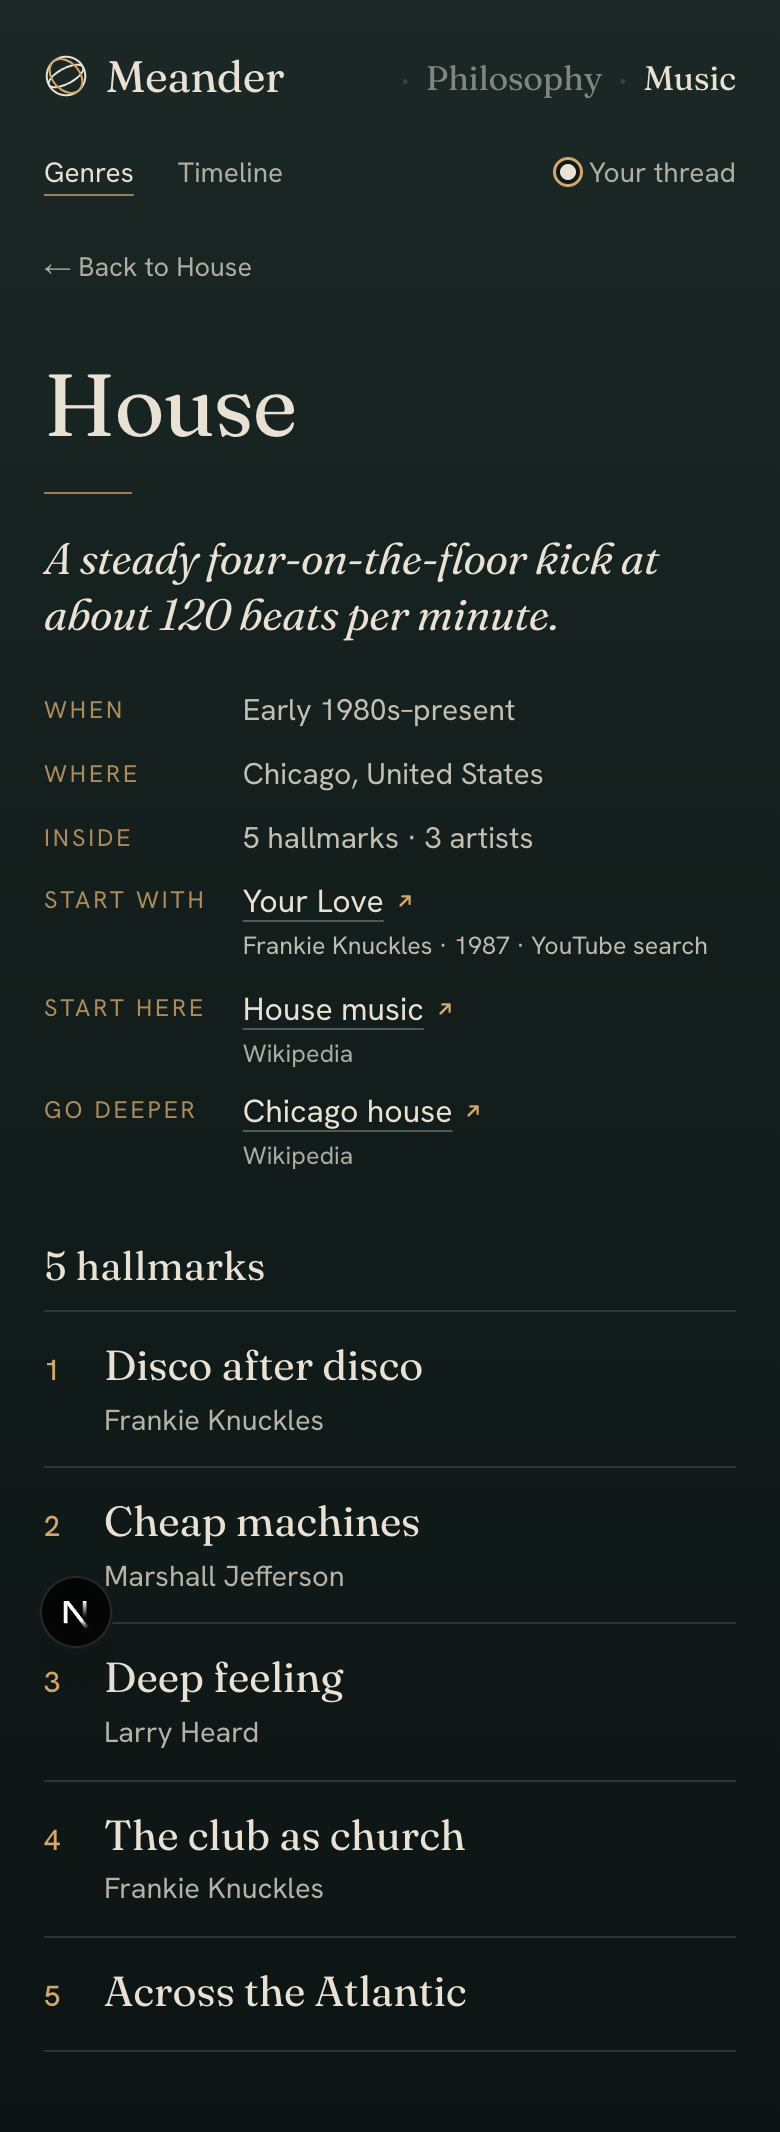 Meander · Philosophy · Music
Genres Timeline Your thread
← Back to House
House
A steady four-on-the-floor kick at
about 120 beats per minute.
WHEN Early 1980s–present
WHERE Chicago, United States
INSIDE 5 hallmarks · 3 artists
START WITH Your Love ↗
Frankie Knuckles · 1987 · YouTube search
START HERE House music ↗
Wikipedia
GO DEEPER Chicago house ↗
Wikipedia
5 hallmarks
1 Disco after disco
Frankie Knuckles
2 Cheap machines
Marshall Jefferson
N
3 Deep feeling
Larry Heard
4 The club as church
Frankie Knuckles
5 Across the Atlantic